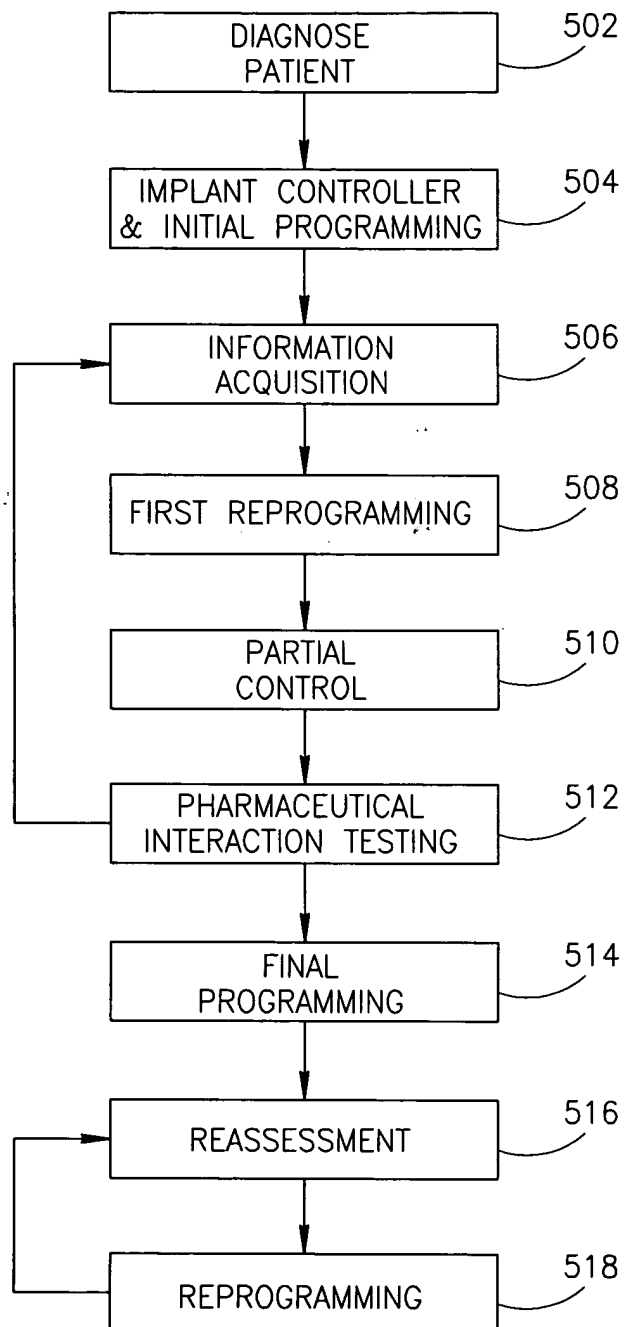 DIAGNOSE
PATIENT
502
IMPLANT CONTROLLER
& INITIAL PROGRAMMING
504
INFORMATION
ACQUISITION
506
FIRST REPROGRAMMING
508
PARTIAL
CONTROL
510
PHARMACEUTICAL
INTERACTION TESTING
512
FINAL
PROGRAMMING
514
REASSESSMENT
516
REPROGRAMMING
518